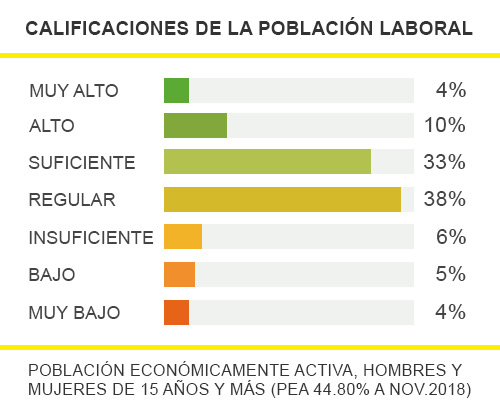 CALIFICACIONES DE LA POBLACIÓN LABORAL
MUY ALTO 4%
ALTO 10%
SUFICIENTE 33%
REGULAR 38%
INSUFICIENTE 6%
BAJO 5%
MUY BAJO 4%
POBLACIÓN ECONÓMICAMENTE ACTIVA, HOMBRES Y
MUJERES DE 15 AÑOS Y MÁS (PEA 44.80% A NOV.2018)